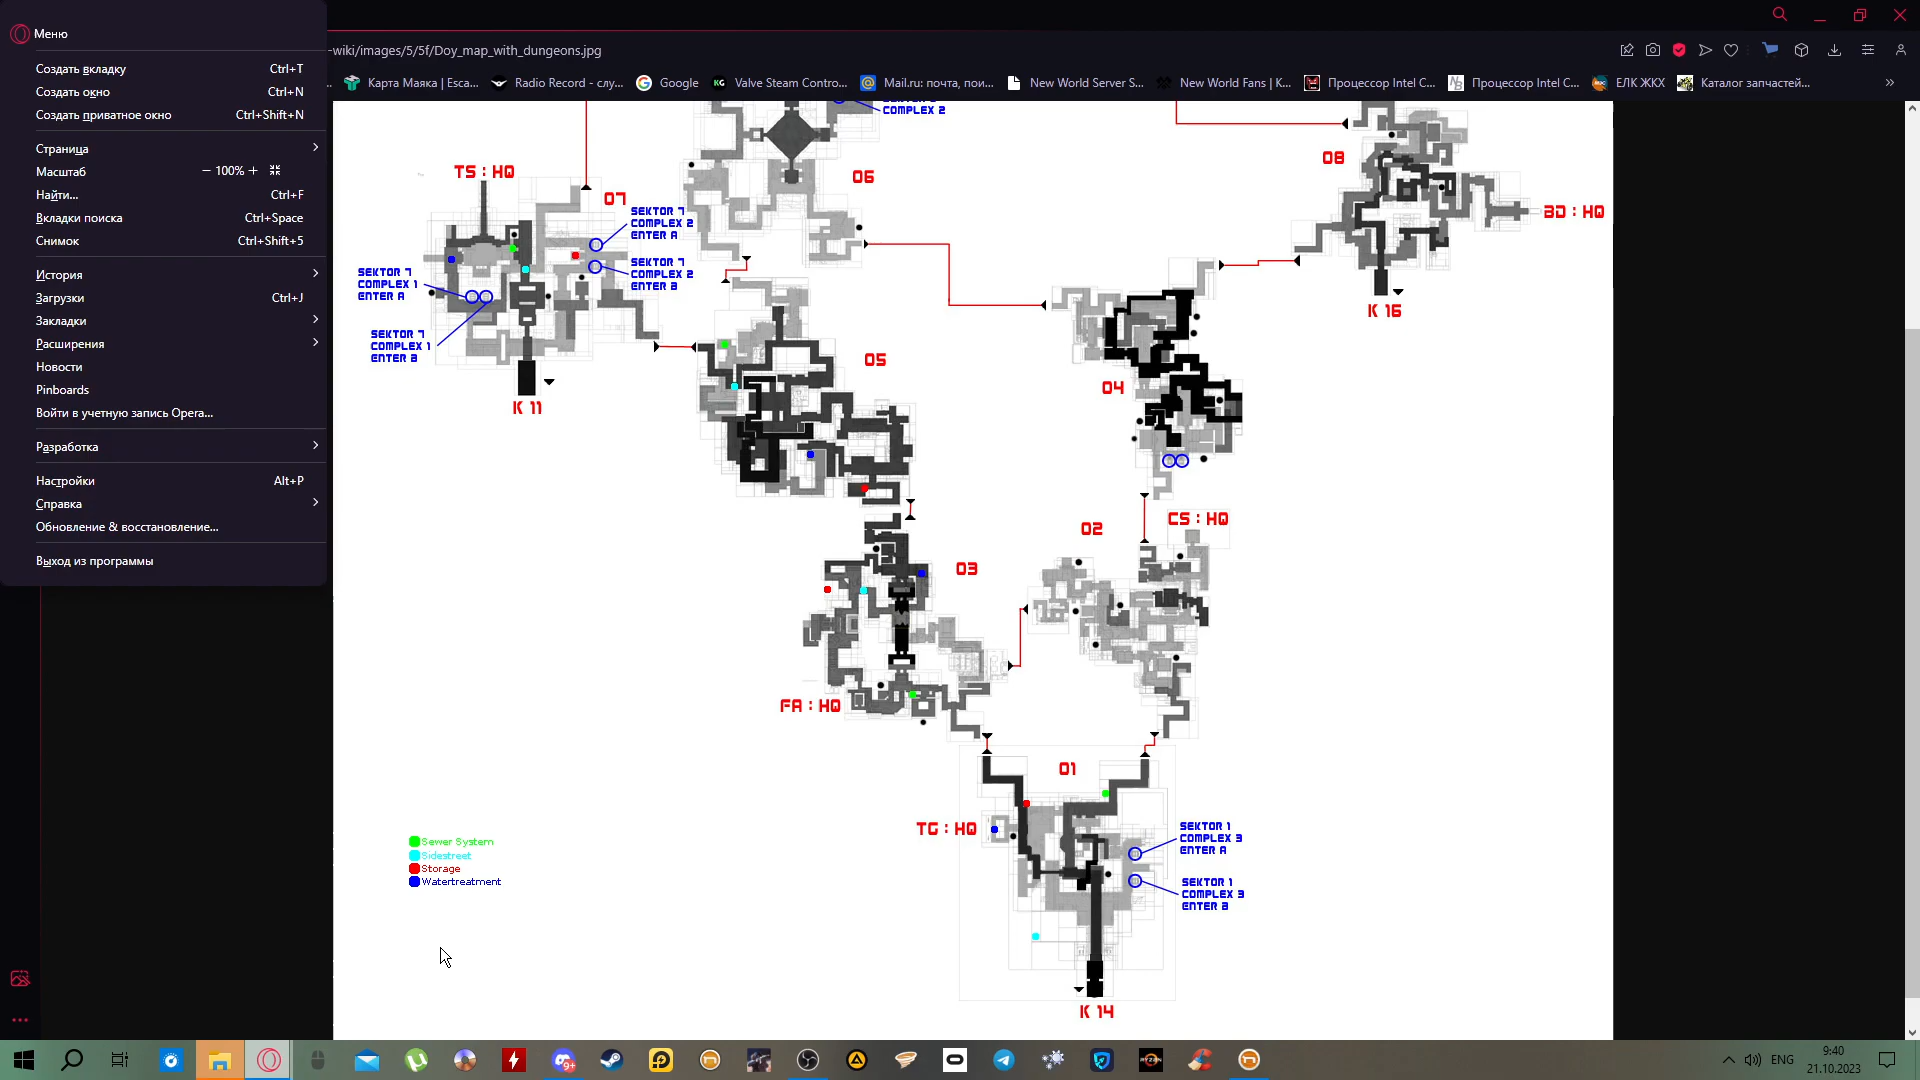 Меню
-wiki/images/5/5f/Doy_map_with_dungeons.jpg
Создать вкладку Ctrl+T
Создать окно Ctrl+N
Создать приватное окно Ctrl+Shift+N
Страница
Масштаб − 100% +
Найти... Ctrl+F
Вкладки поиска Ctrl+Space
Снимок Ctrl+Shift+5
История
Загрузки Ctrl+J
Закладки
Расширения
Новости
Pinboards
Войти в учетную запись Opera...
Разработка
Настройки Alt+P
Справка
Обновление & восстановление...
Выход из программы
Карта Маяка | Esca...
Radio Record - слу...
Google
KG Valve Steam Contro...
Mail.ru: почта, пои...
New World Server S...
New World Fans | K...
Процессор Intel C...
Nb Процессор Intel C...
ЕЛК ЖКХ
Каталог запчастей...
COMPLEX 2
06
08
BD : HQ
K 16
TS : HQ
07
SEKTOR 7
COMPLEX 2
ENTER A
SEKTOR 7
COMPLEX 2
ENTER B
SEKTOR 7
COMPLEX 1
ENTER A
SEKTOR 7
COMPLEX 1
ENTER B
K 11
05
04
03
02
CS : HQ
FA : HQ
01
TG : HQ
SEKTOR 1
COMPLEX 3
ENTER A
SEKTOR 1
COMPLEX 3
ENTER B
K 14
Sewer System
Sidestreet
Storage
Watertreatment
9+
RYZEN
ENG
9:40
21.10.2023